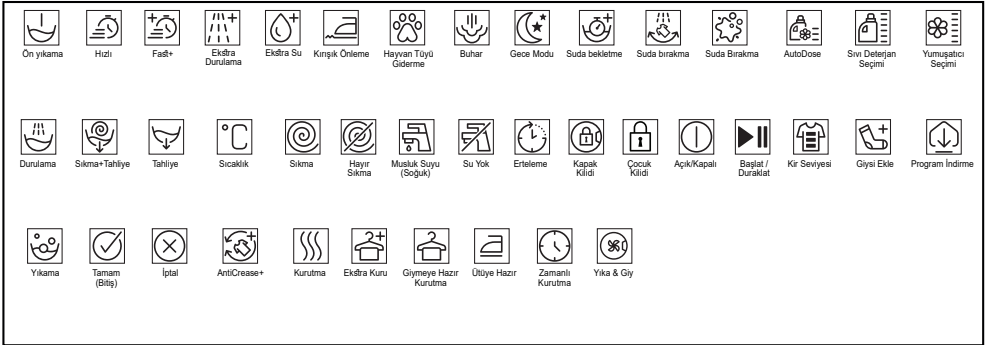 Ön yıkama Hızlı Fast+ Ekstra Durulama Ekstra Su Kırışık Önleme Hayvan Tüyü Giderme Buhar Gece Modu Suda bekletme Suda bırakma Suda Bırakma AutoDose Sıvı Deterjan Seçimi Yumuşatıcı Seçimi
Durulama Sıkma+Tahliye Tahliye °C Sıcaklık Sıkma Hayır Sıkma Musluk Suyu (Soğuk) Su Yok Erteleme Kapak Kilidi Çocuk Kilidi Açık/Kapalı Başlat / Duraklat Kir Seviyesi Giysi Ekle Program İndirme
Yıkama Tamam (Bitiş) İptal AntiCrease+ Kurutma Ekstra Kuru Giymeye Hazır Kurutma Ütüye Hazır Zamanlı Kurutma Yıka & Giy